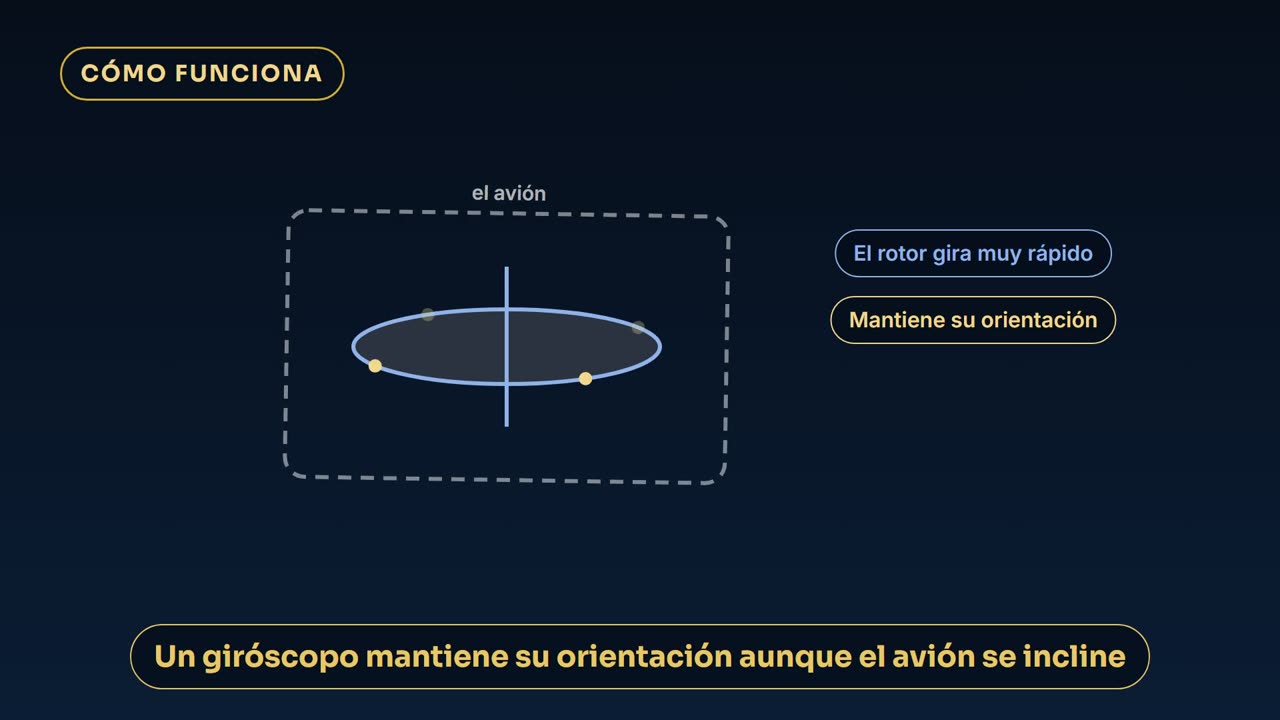 CÓMO FUNCIONA
el avión
El rotor gira muy rápido
Mantiene su orientación
Un giróscopo mantiene su orientación aunque el avión se incline